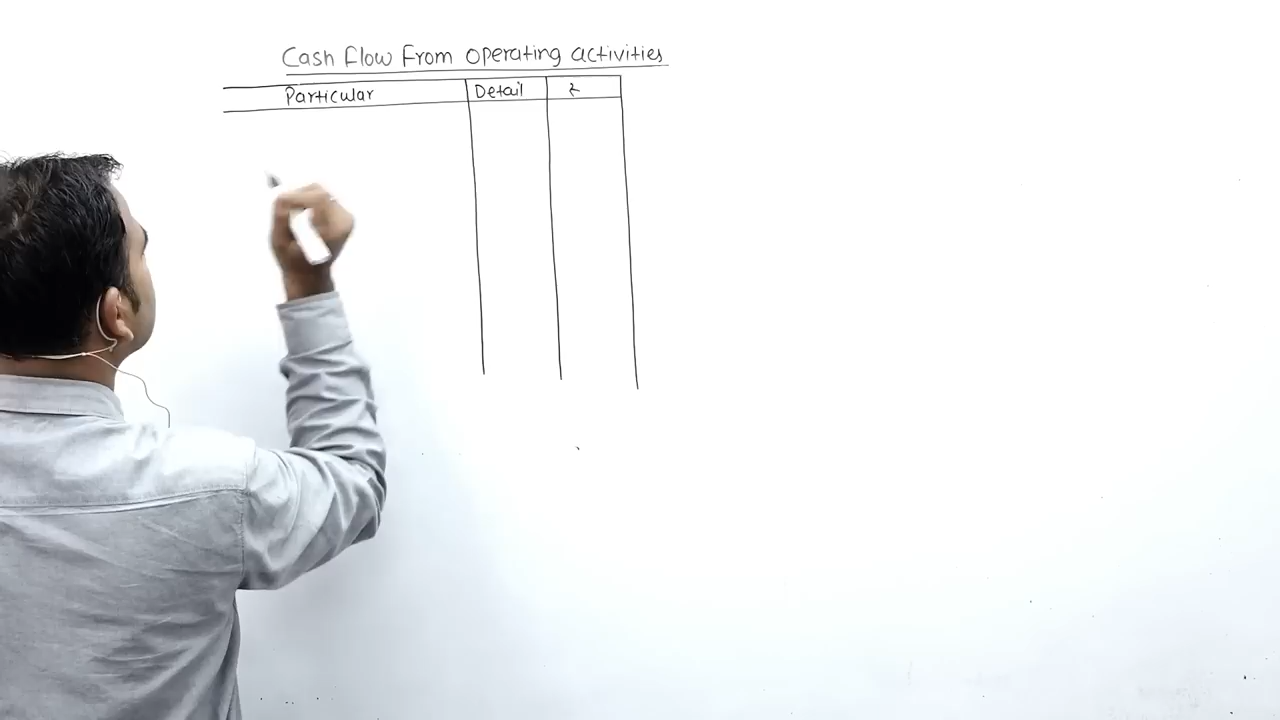 Cash Flow From Operating Activities
Particular Detail ₹